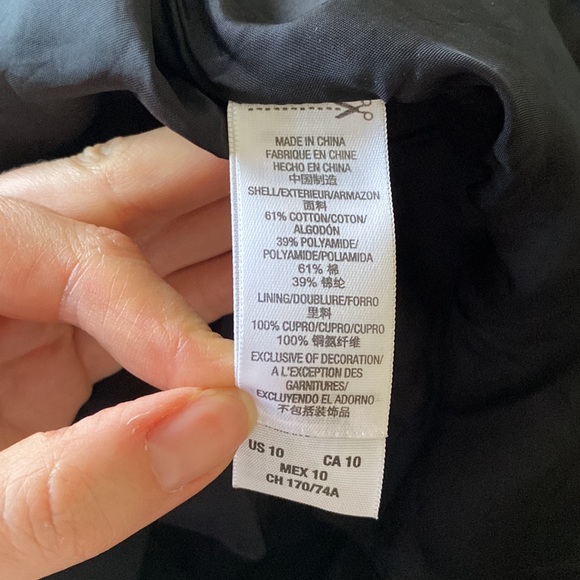 MADE IN CHINA
FABRIQUE EN CHINE
HECHO EN CHINA
中国制造
SHELL/EXTERIEUR/ARMAZON
面料
61% COTTON/COTON/
ALGODÓN
39% POLYAMIDE/
POLYAMIDE/POLIAMIDA
61% 棉
39% 锦纶
LINING/DOUBLURE/FORRO
里料
100% CUPRO/CUPRO/CUPRO
100% 铜氨纤维
EXCLUSIVE OF DECORATION/
A L'EXCEPTION DES
GARNITURES/
EXCLUYENDO EL ADORNO
不包括装饰品
US 10 CA 10
MEX 10
CH 170/74A